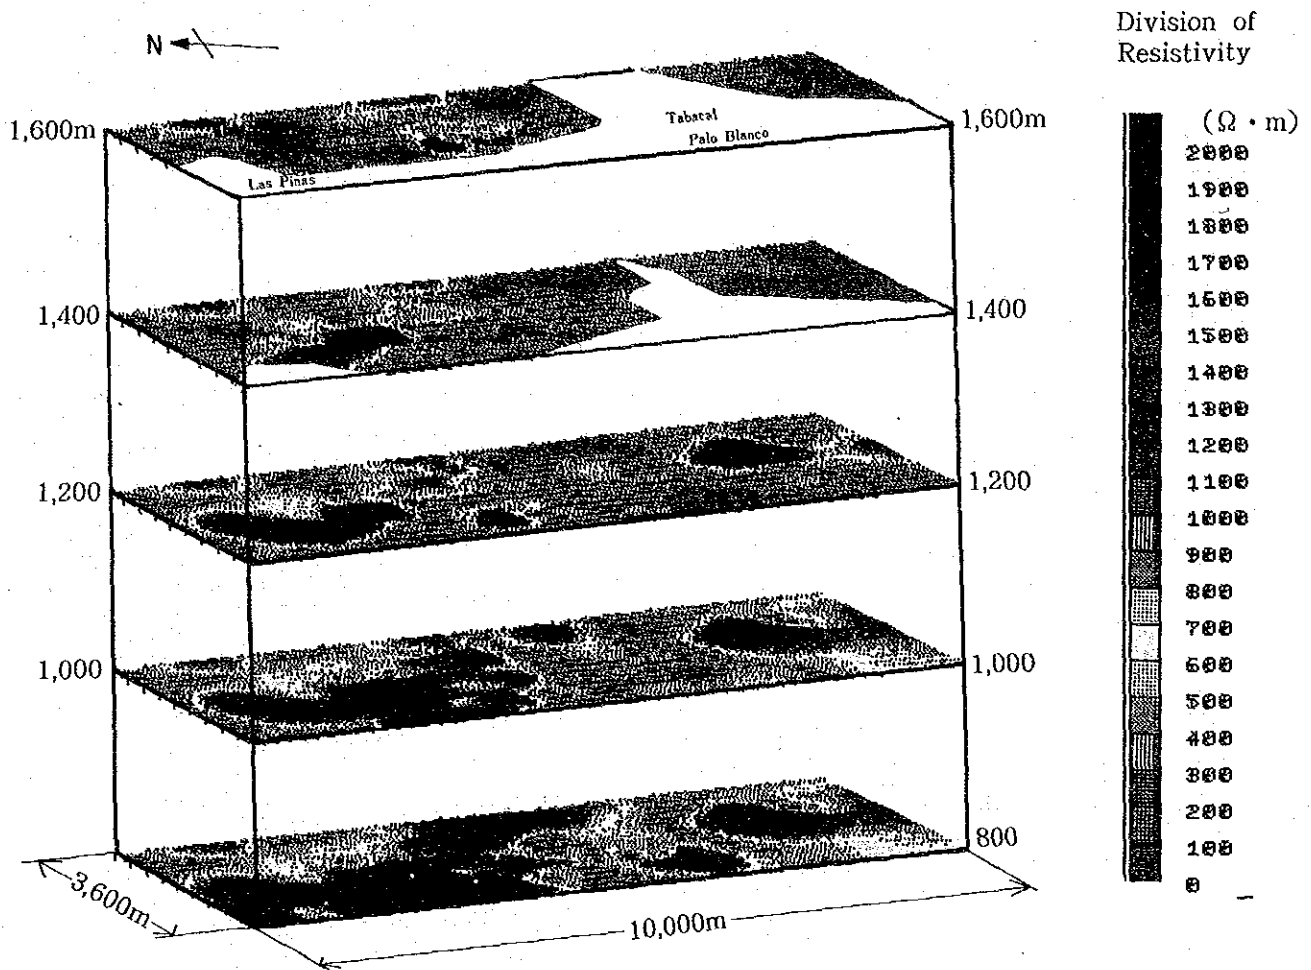 Division of
Resistivity
N
(Ω・m)
2000
1900
1800
1700
1600
1500
1400
1300
1200
1100
1000
900
800
700
600
500
400
300
200
100
0
1,600m
1,600m
Tabacal
Palo Blanco
Las Pinas
1,400
1,400
1,200
1,200
1,000
1,000
800
3,600m
10,000m